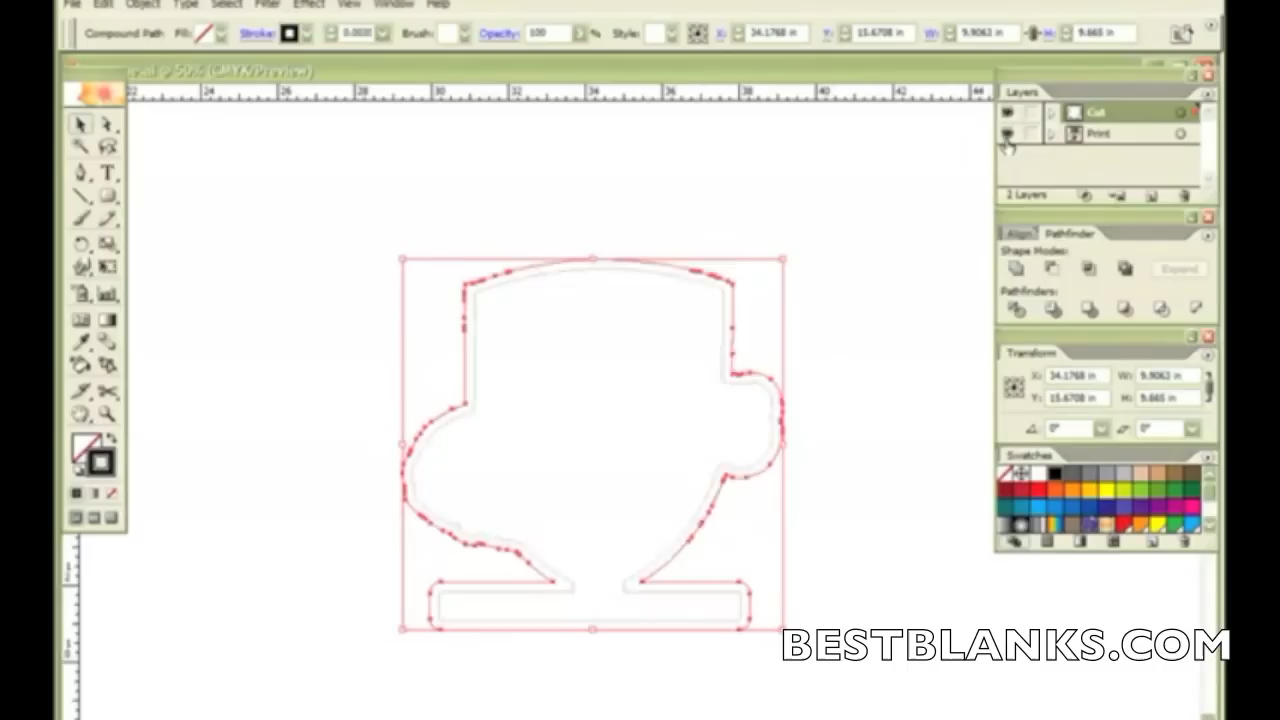 File Edit Object Type Select Filter Effect View Window Help
Compound Path Fill: Stroke: Brush: Opacity: 100 % Style: X: 34.1768 in Y: 15.6708 in W: 9.9063 in H: 9.665 in
@ 50% (CMYK/Preview)
22 24 26 28 30 32 34 36 38 40 42 44
Layers
Cut
Print
2 Layers
Align Pathfinder
Shape Modes:
Expand
Pathfinders:
Transform
X: 34.1768 in W: 9.9063 in
Y: 15.6708 in H: 9.665 in
0° 0°
Swatches
BESTBLANKS.COM